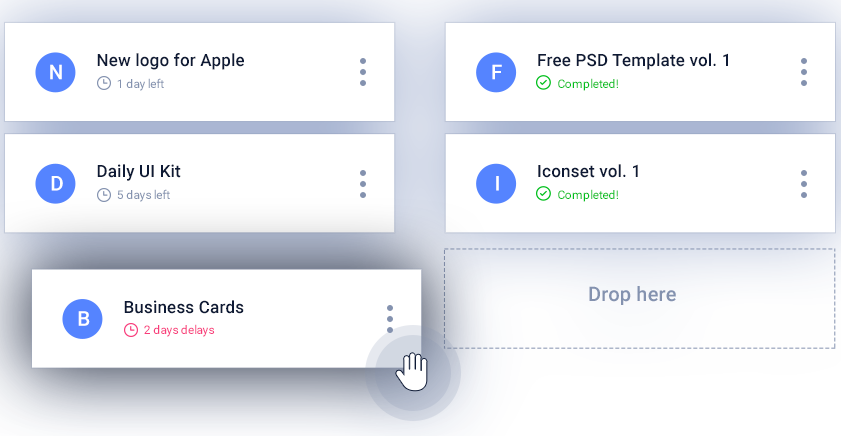 N
New logo for Apple
1 day left
D
Daily UI Kit
5 days left
B
Business Cards
2 days delays
F
Free PSD Template vol. 1
Completed!
I
Iconset vol. 1
Completed!
Drop here